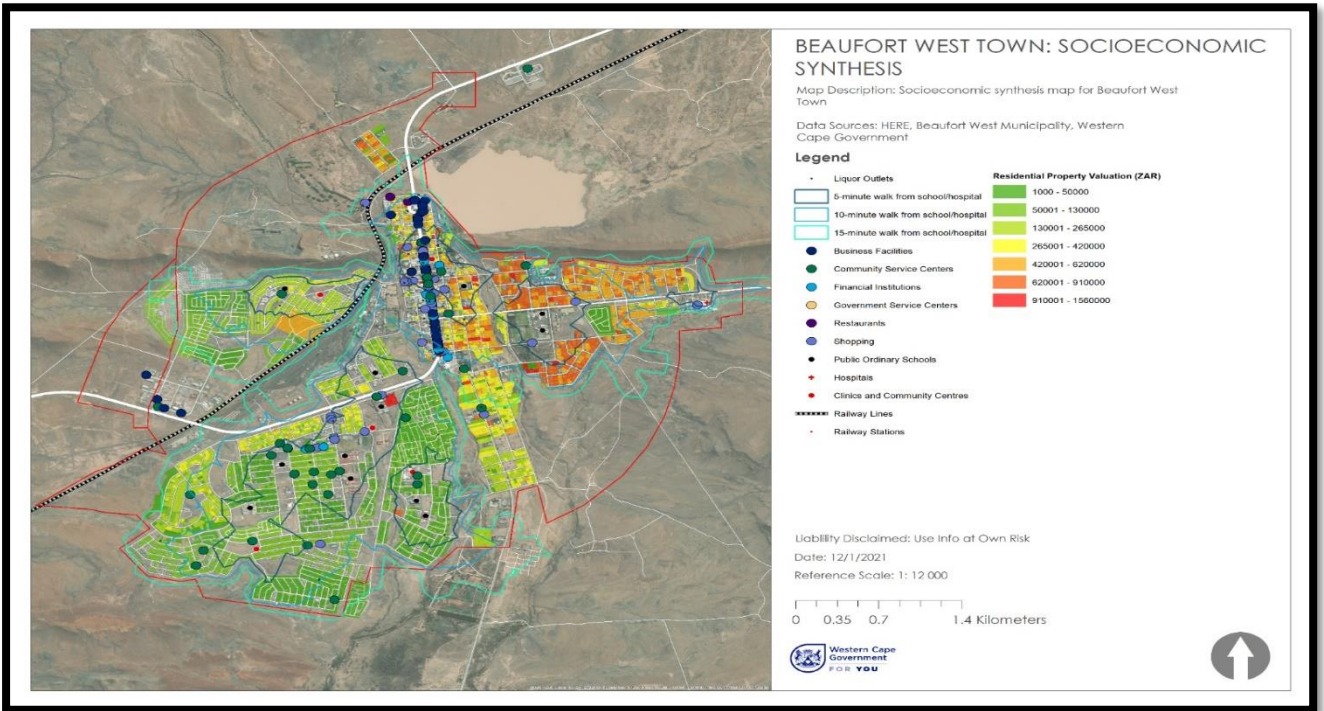 BEAUFORT WEST TOWN: SOCIOECONOMIC
SYNTHESIS
Map Description: Socioeconomic synthesis map for Beaufort West
Town
Data Sources: HERE, Beaufort West Municipality, Western
Cape Government
Legend
Liquor Outlets
5-minute walk from school/hospital
10-minute walk from school/hospital
15-minute walk from school/hospital
Business Facilities
Community Service Centers
Financial Institutions
Government Service Centers
Restaurants
Shopping
Public Ordinary Schools
Hospitals
Clinics and Community Centres
Railway Lines
Railway Stations
Residential Property Valuation (ZAR)
1000 - 50000
50001 - 130000
130001 - 265000
265001 - 420000
420001 - 620000
620001 - 910000
910001 - 1560000
Liability Disclaimed: Use Info at Own Risk
Date: 12/1/2021
Reference Scale: 1: 12 000
0 0.35 0.7 1.4 Kilometers
Western Cape
Government
FOR YOU